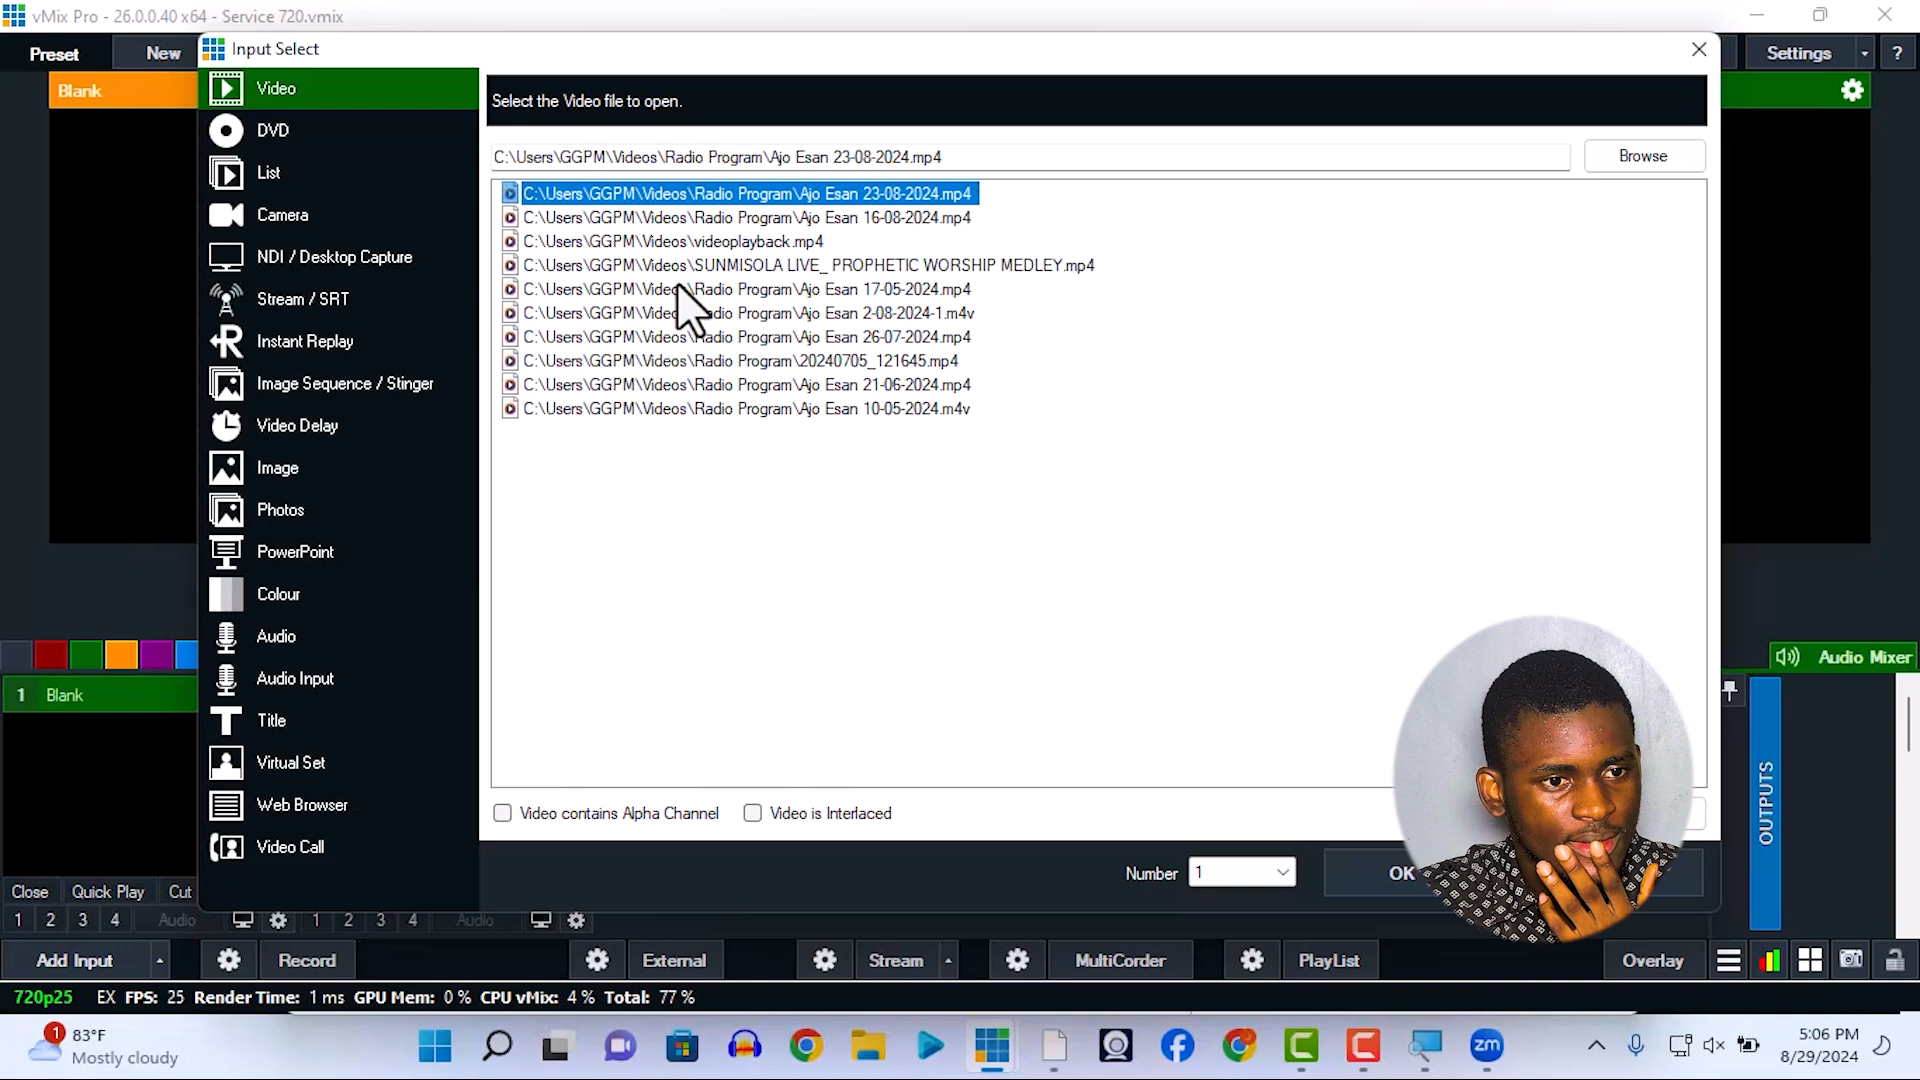 vMix Pro - 26.0.0.40 x64 - Service 720.vmix
Preset
New
Input Select
Settings
?
Blank
Video
DVD
List
Camera
NDI / Desktop Capture
Stream / SRT
Instant Replay
Image Sequence / Stinger
Video Delay
Image
Photos
PowerPoint
Colour
Audio
Audio Input
Title
Virtual Set
Web Browser
Video Call
Select the Video file to open.
C:\Users\GGPM\Videos\Radio Program\Ajo Esan 23-08-2024.mp4
Browse
C:\Users\GGPM\Videos\Radio Program\Ajo Esan 23-08-2024.mp4
C:\Users\GGPM\Videos\Radio Program\Ajo Esan 16-08-2024.mp4
C:\Users\GGPM\Videos\videoplayback.mp4
C:\Users\GGPM\Videos\SUNMISOLA LIVE_ PROPHETIC WORSHIP MEDLEY.mp4
C:\Users\GGPM\Videos\Radio Program\Ajo Esan 17-05-2024.mp4
C:\Users\GGPM\Videos\Radio Program\Ajo Esan 2-08-2024-1.m4v
C:\Users\GGPM\Videos\Radio Program\Ajo Esan 26-07-2024.mp4
C:\Users\GGPM\Videos\Radio Program\20240705_121645.mp4
C:\Users\GGPM\Videos\Radio Program\Ajo Esan 21-06-2024.mp4
C:\Users\GGPM\Videos\Radio Program\Ajo Esan 10-05-2024.m4v
Video contains Alpha Channel
Video is Interlaced
Number 1
OK
Audio Mixer
OUTPUTS
1 Blank
Close Quick Play Cut
1 2 3 4 Audio 1 2 3 4 Audio
Add Input Record External Stream MultiCorder PlayList Overlay
720p25 EX FPS: 25 Render Time: 1 ms GPU Mem: 0 % CPU vMix: 4 % Total: 77 %
1
83°F
Mostly cloudy
zm
5:06 PM
8/29/2024